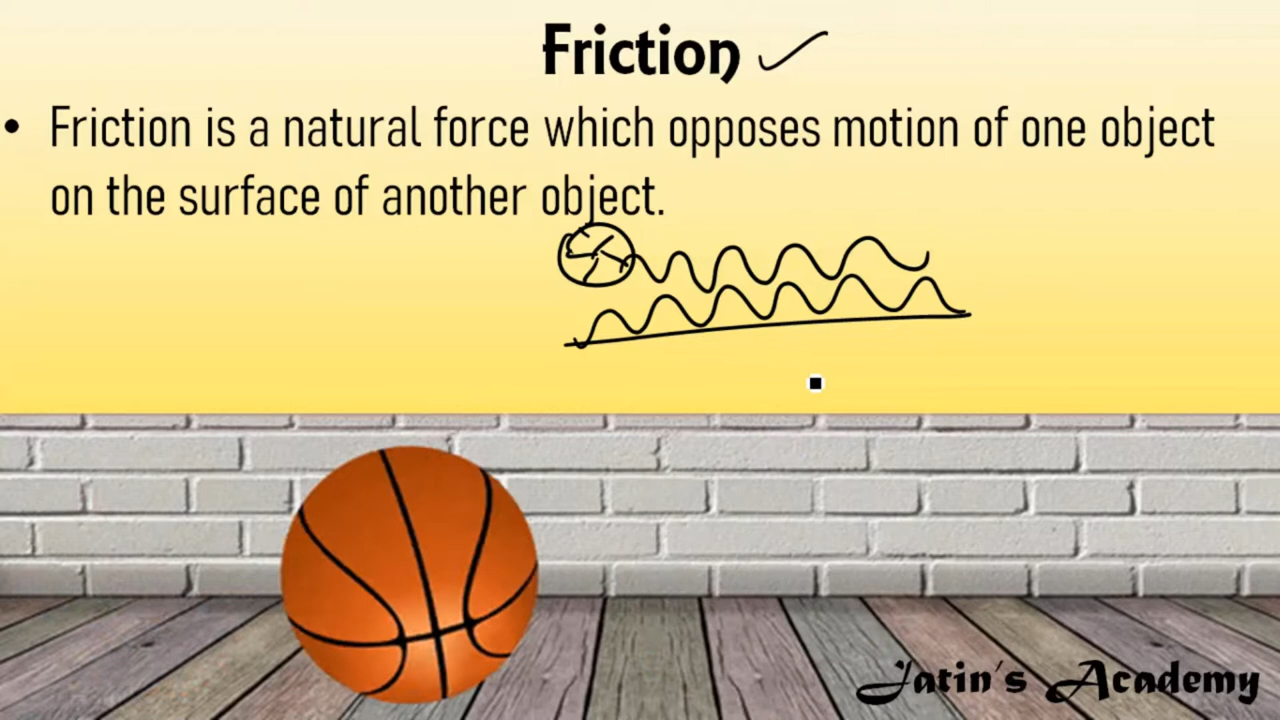 Friction
• Friction is a natural force which opposes motion of one object
on the surface of another object.
Jatin's Academy